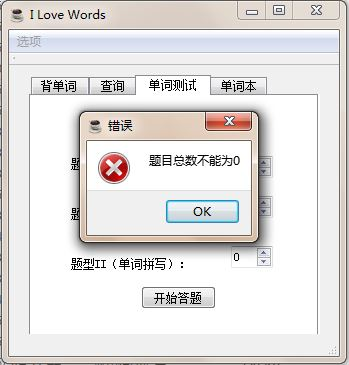 I Love Words
选项
背单词 查询 单词测试 单词本
错误
题目总数不能为0
OK
题型II（单词拼写）： 0
开始答题